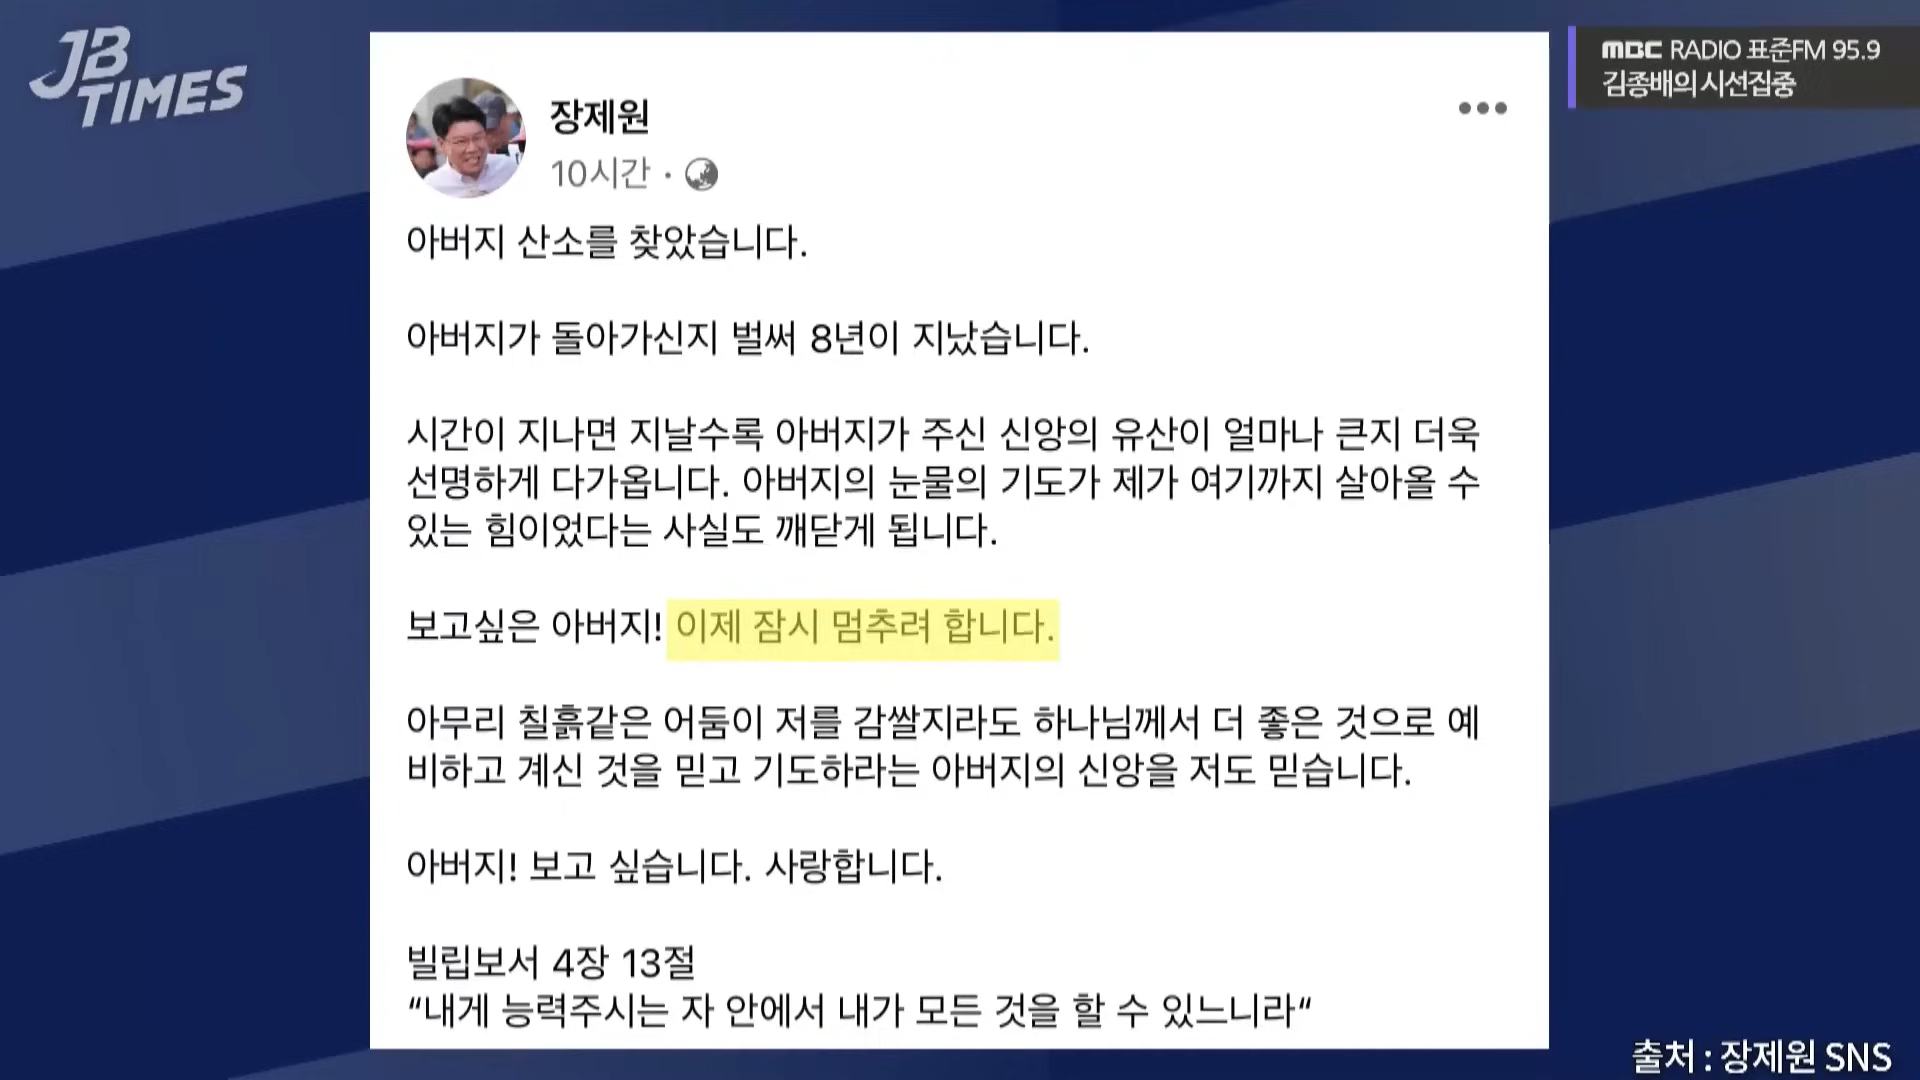 JB
TIMES
MBC RADIO 표준FM 95.9
김종배의 시선집중
장제원
10시간 ·
아버지 산소를 찾았습니다.
아버지가 돌아가신지 벌써 8년이 지났습니다.
시간이 지나면 지날수록 아버지가 주신 신앙의 유산이 얼마나 큰지 더욱
선명하게 다가옵니다. 아버지의 눈물의 기도가 제가 여기까지 살아올 수
있는 힘이었다는 사실도 깨닫게 됩니다.
보고싶은 아버지! 이제 잠시 멈추려 합니다.
아무리 칠흙같은 어둠이 저를 감쌀지라도 하나님께서 더 좋은 것으로 예
비하고 계신 것을 믿고 기도하라는 아버지의 신앙을 저도 믿습니다.
아버지! 보고 싶습니다. 사랑합니다.
빌립보서 4장 13절
“내게 능력주시는 자 안에서 내가 모든 것을 할 수 있느니라“
출처 : 장제원 SNS